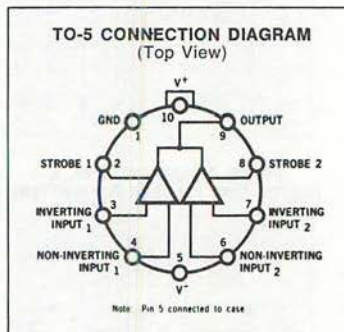 TO-5 CONNECTION DIAGRAM
(Top View)
V+
10
GND
1
OUTPUT
9
STROBE 1
2
8
STROBE 2
INVERTING
INPUT 1
3
7
INVERTING
INPUT 2
4
NON-INVERTING
INPUT 1
5
V-
6
NON-INVERTING
INPUT 2
Note: Pin 5 connected to case